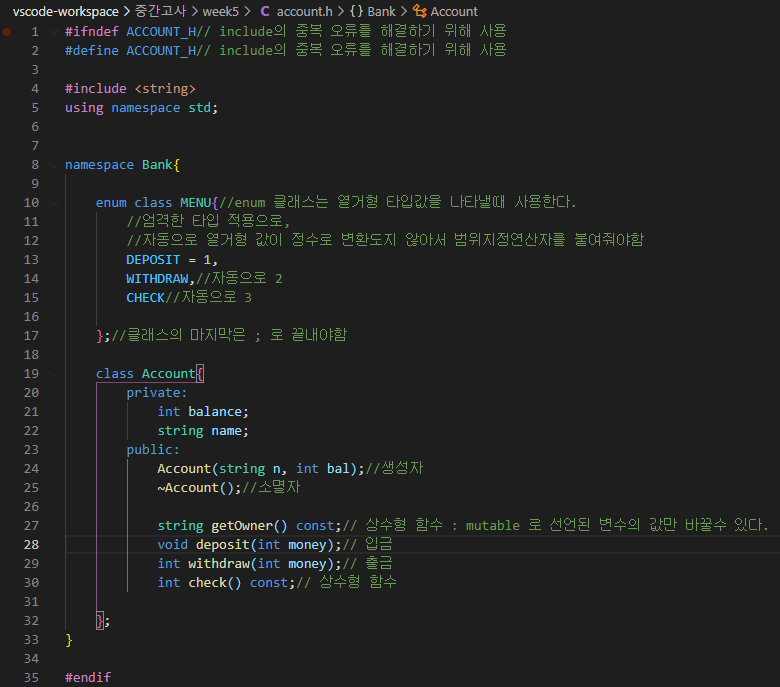 vscode-workspace > 중간고사 > week5 > C account.h > {} Bank > Account
1 #ifndef ACCOUNT_H// include의 중복 오류를 해결하기 위해 사용
2 #define ACCOUNT_H// include의 중복 오류를 해결하기 위해 사용
3
4 #include <string>
5 using namespace std;
6
7
8 namespace Bank{
9
10 enum class MENU{//enum 클래스는 열거형 타입값을 나타낼때 사용한다.
11 //엄격한 타입 적용으로,
12 //자동으로 열거형 값이 정수로 변환도지 않아서 범위지정연산자를 붙여줘야함
13 DEPOSIT = 1,
14 WITHDRAW,//자동으로 2
15 CHECK//자동으로 3
16
17 };//클래스의 마지막은 ; 로 끝내야함
18
19 class Account{
20 private:
21 int balance;
22 string name;
23 public:
24 Account(string n, int bal);//생성자
25 ~Account();//소멸자
26
27 string getOwner() const;// 상수형 함수 : mutable 로 선언된 변수의 값만 바꿀수 있다.
28 void deposit(int money);// 입금
29 int withdraw(int money);// 출금
30 int check() const;// 상수형 함수
31
32 };
33 }
34
35 #endif